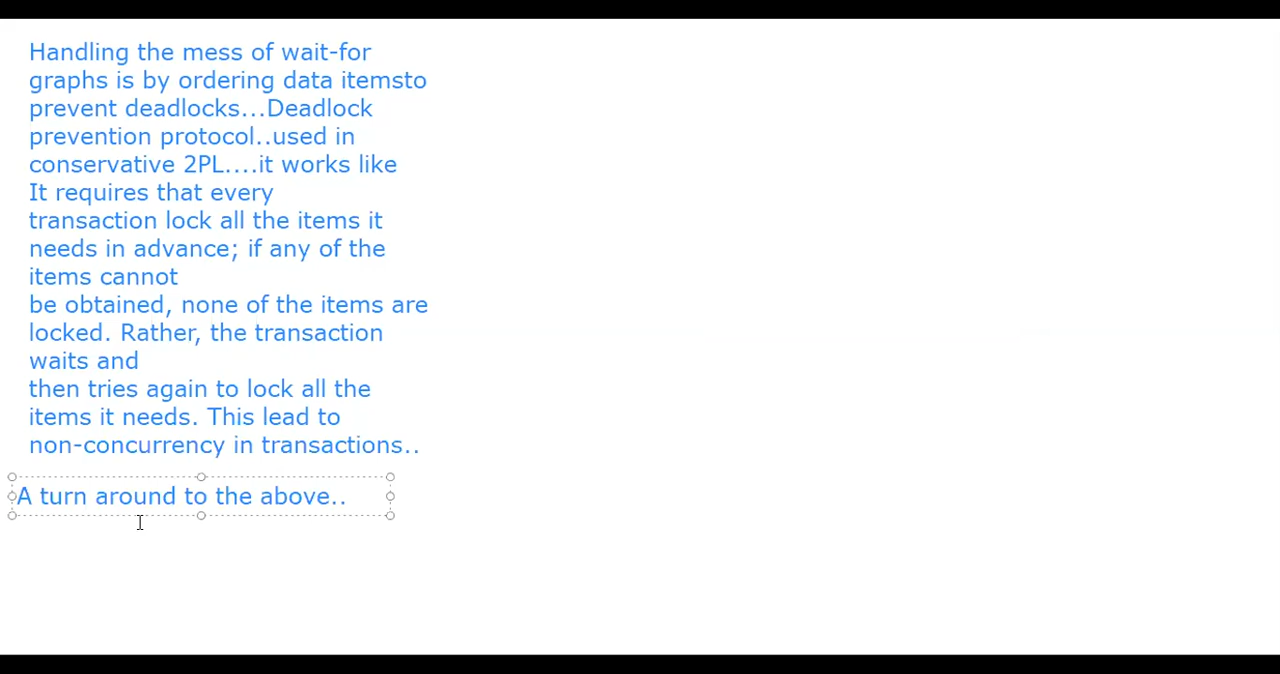 Handling the mess of wait-for
graphs is by ordering data itemsto
prevent deadlocks...Deadlock
prevention protocol..used in
conservative 2PL....it works like
It requires that every
transaction lock all the items it
needs in advance; if any of the
items cannot
be obtained, none of the items are
locked. Rather, the transaction
waits and
then tries again to lock all the
items it needs. This lead to
non-concurrency in transactions..
A turn around to the above..